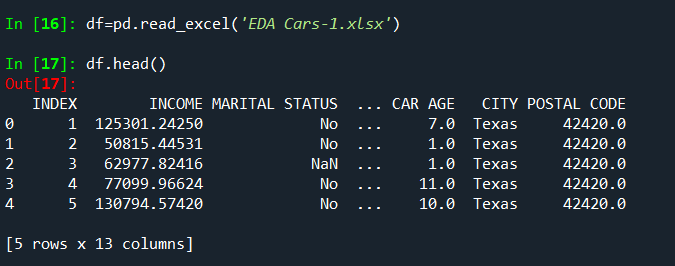 In [16]: df=pd.read_excel('EDA Cars-1.xlsx')
In [17]: df.head()
Out[17]:
INDEX INCOME MARITAL STATUS ... CAR AGE CITY POSTAL CODE
0 1 125301.24250 No ... 7.0 Texas 42420.0
1 2 50815.44531 No ... 1.0 Texas 42420.0
2 3 62977.82416 NaN ... 1.0 Texas 42420.0
3 4 77099.96624 No ... 11.0 Texas 42420.0
4 5 130794.57420 No ... 10.0 Texas 42420.0
[5 rows x 13 columns]